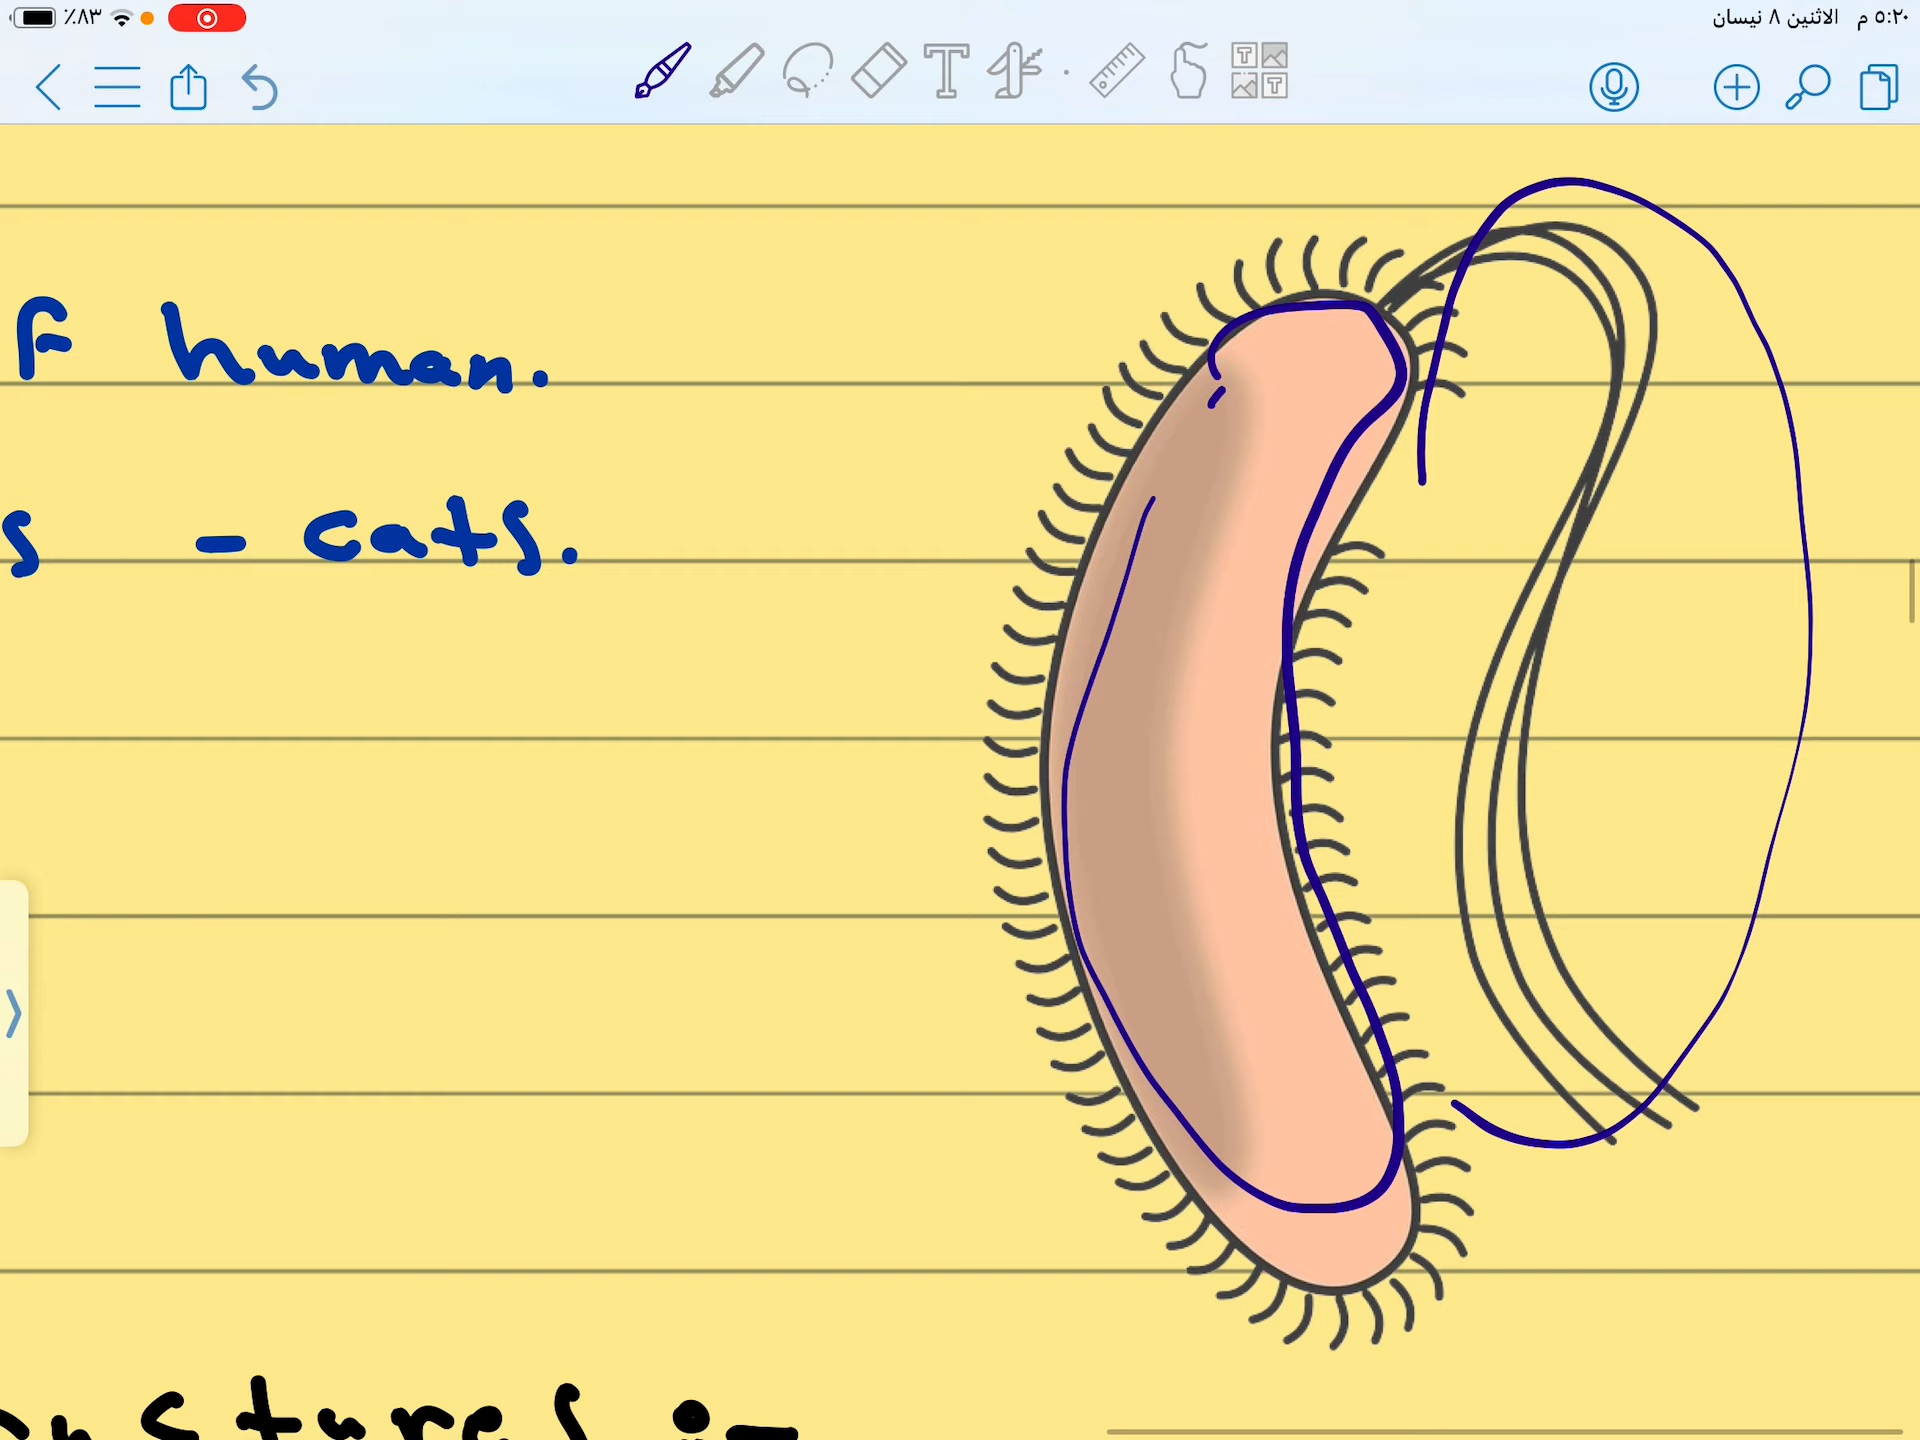 ٪٨٣
٥:٢٠ م الاثنين ٨ نيسان
F human.
s - cats.